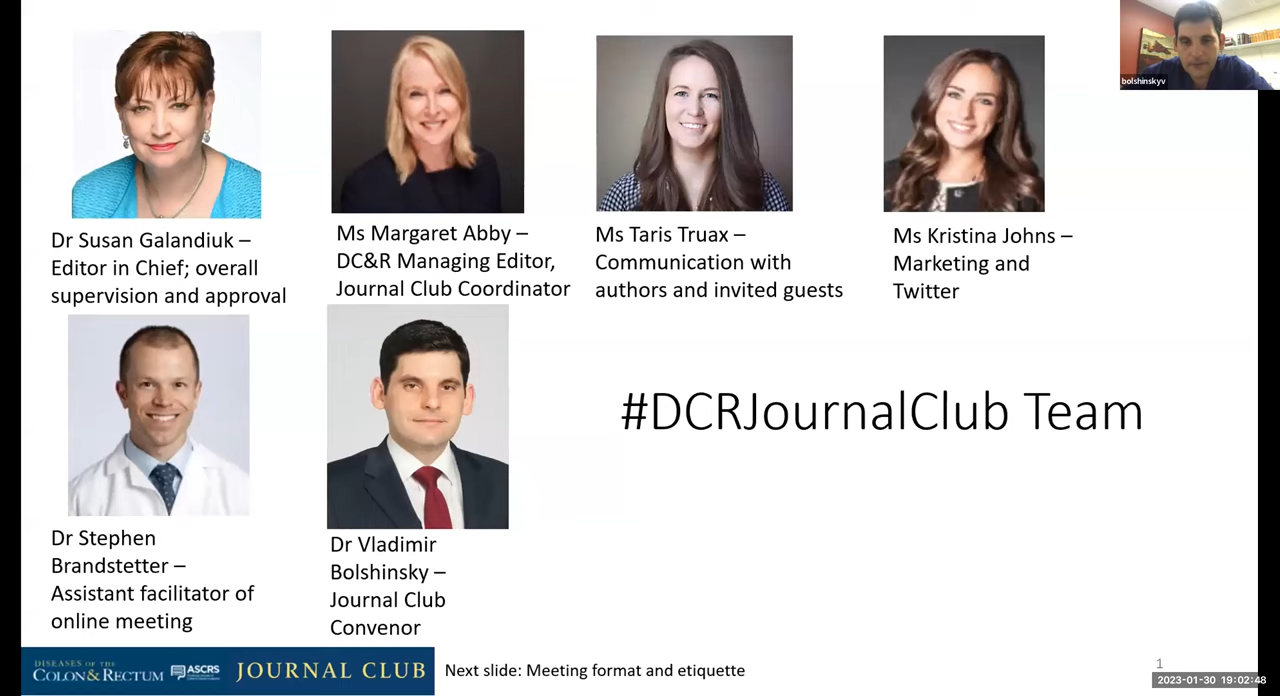 bolshinskyv
Dr Susan Galandiuk –
Editor in Chief; overall
supervision and approval
Ms Margaret Abby –
DC&R Managing Editor,
Journal Club Coordinator
Ms Taris Truax –
Communication with
authors and invited guests
Ms Kristina Johns –
Marketing and
Twitter
#DCRJournalClub Team
Dr Stephen
Brandstetter –
Assistant facilitator of
online meeting
Dr Vladimir
Bolshinsky –
Journal Club
Convenor
DISEASES OF THE
COLON & RECTUM
ASCRS
JOURNAL CLUB
Next slide: Meeting format and etiquette
1
2023-01-30 19:02:48